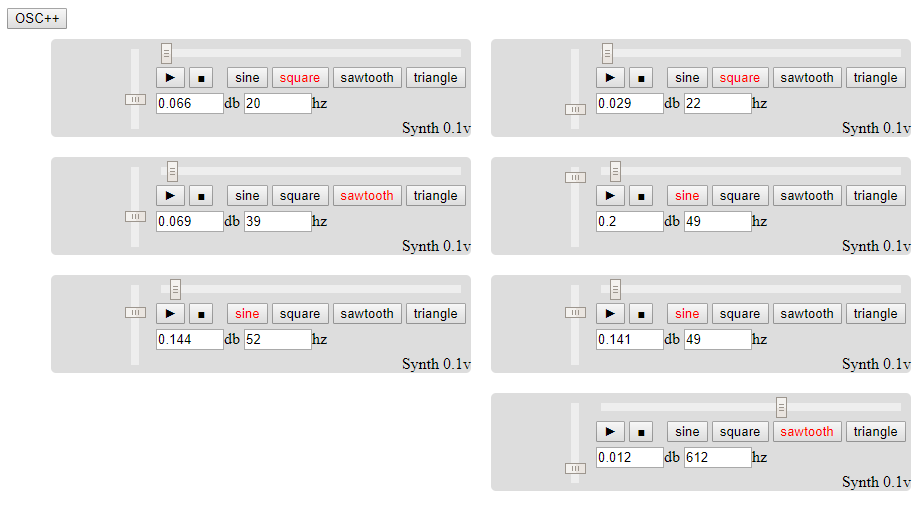 OSC++
▶ ■ sine square sawtooth triangle
0.066 db 20 hz
Synth 0.1v
▶ ■ sine square sawtooth triangle
0.029 db 22 hz
Synth 0.1v
▶ ■ sine square sawtooth triangle
0.069 db 39 hz
Synth 0.1v
▶ ■ sine square sawtooth triangle
0.2 db 49 hz
Synth 0.1v
▶ ■ sine square sawtooth triangle
0.144 db 52 hz
Synth 0.1v
▶ ■ sine square sawtooth triangle
0.141 db 49 hz
Synth 0.1v
▶ ■ sine square sawtooth triangle
0.012 db 612 hz
Synth 0.1v